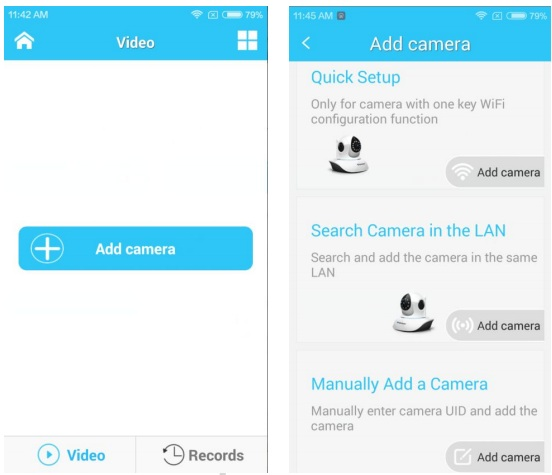 11:42 AM
79%
Video
Add camera
Video
Records
11:45 AM
79%
Add camera
Quick Setup
Only for camera with one key WiFi
configuration function
Add camera
Search Camera in the LAN
Search and add the camera in the same
LAN
Add camera
Manually Add a Camera
Manually enter camera UID and add the
camera
Add camera